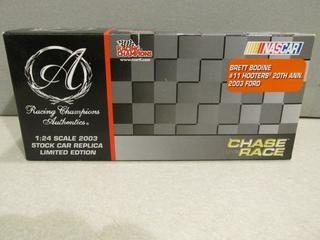 A
Racing Champions
Authentics®
1:24 SCALE 2003
STOCK CAR REPLICA
LIMITED EDITION
RACING
CHAMPIONS
NASCAR
BRETT BODINE
#11 HOOTERS' 20TH ANN.
2003 FORD
CHASE
RACE